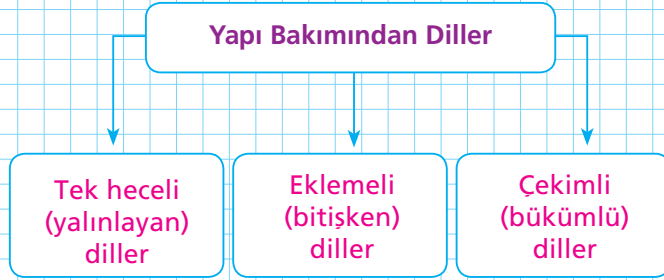 Yapı Bakımından Diller
Tek heceli
(yalınlayan)
diller
Eklemeli
(bitişken)
diller
Çekimli
(bükümlü)
diller